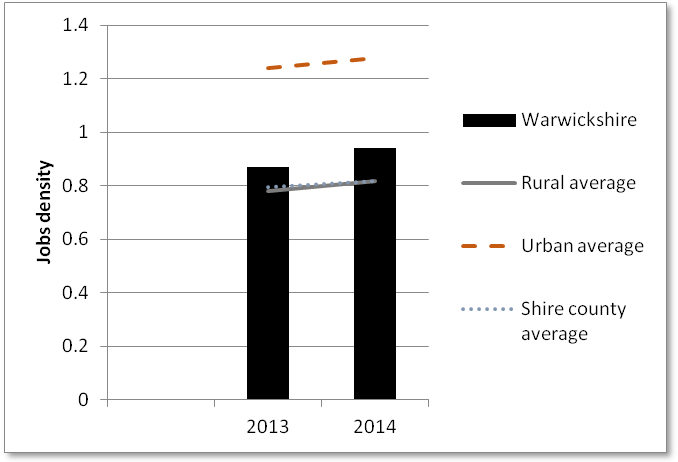 1.4
1.2
1
0.8
0.6
0.4
0.2
0
Jobs density
2013
2014
Warwickshire
Rural average
Urban average
Shire county
average